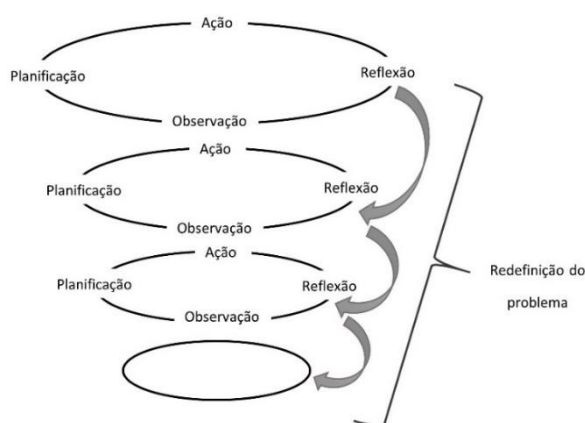 Ação
Planificação
Reflexão
Observação
Ação
Planificação
Reflexão
Observação
Ação
Planificação
Reflexão
Observação
Redefinição do
problema